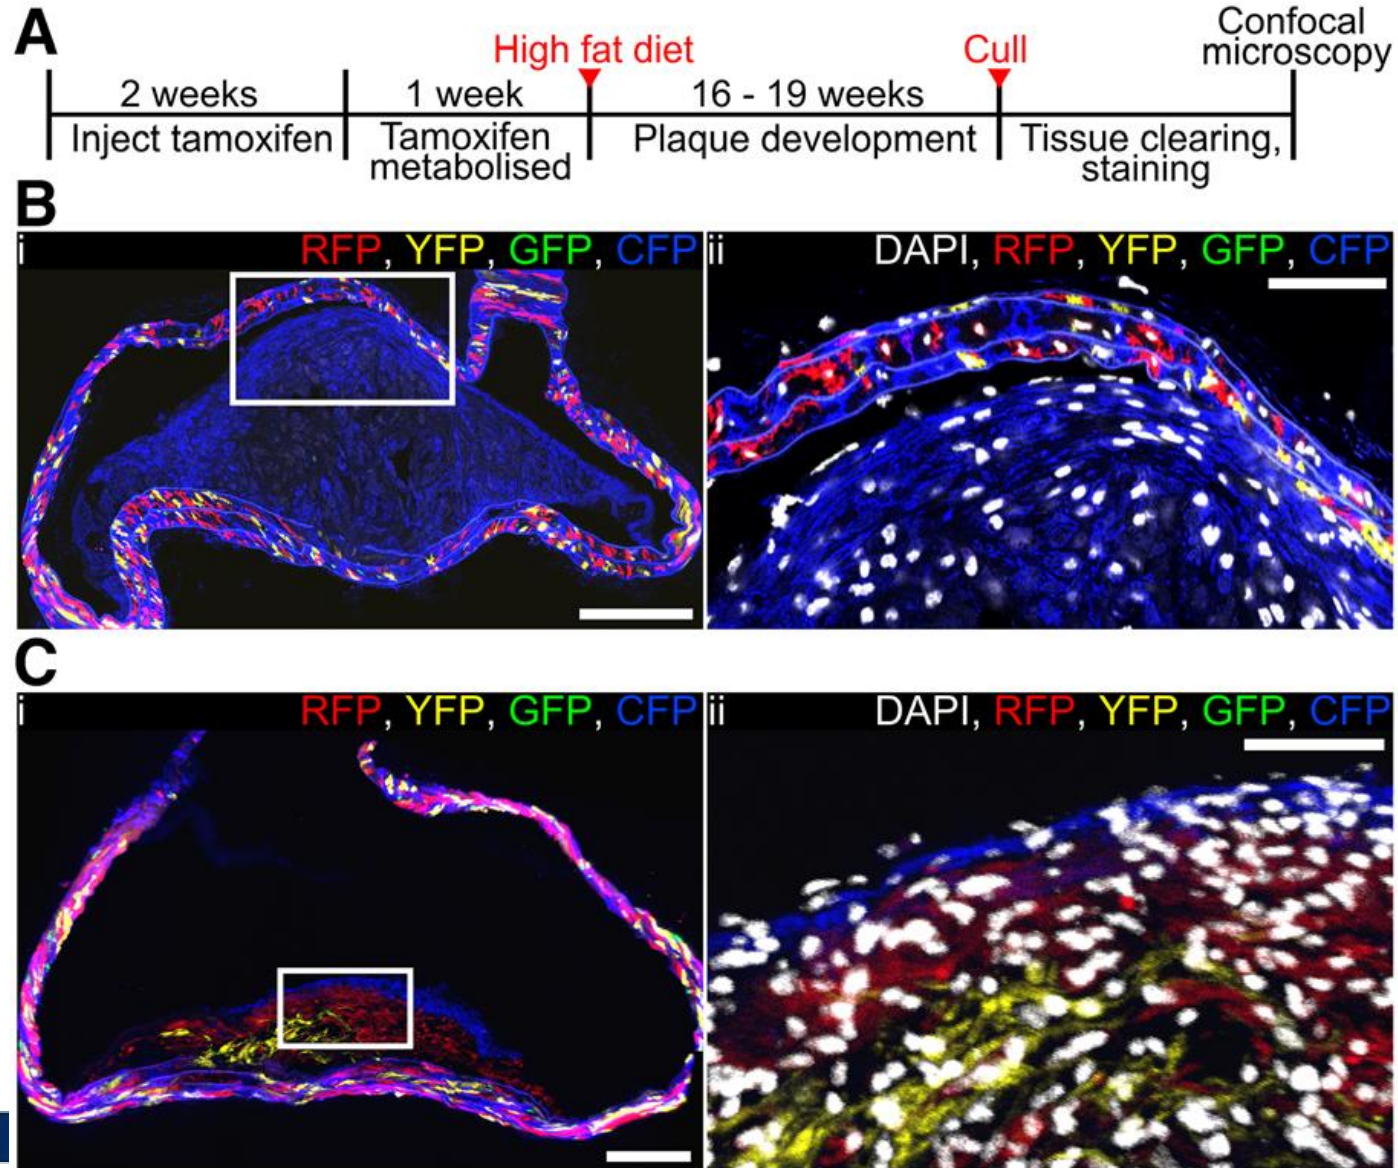 A
Confocal
microscopy
High fat diet
Cull
2 weeks
1 week
16 - 19 weeks
Inject tamoxifen
Tamoxifen
metabolised
Plaque development
Tissue clearing,
staining
B
i
RFP, YFP, GFP, CFP
ii
DAPI, RFP, YFP, GFP, CFP
C
i
RFP, YFP, GFP, CFP
ii
DAPI, RFP, YFP, GFP, CFP